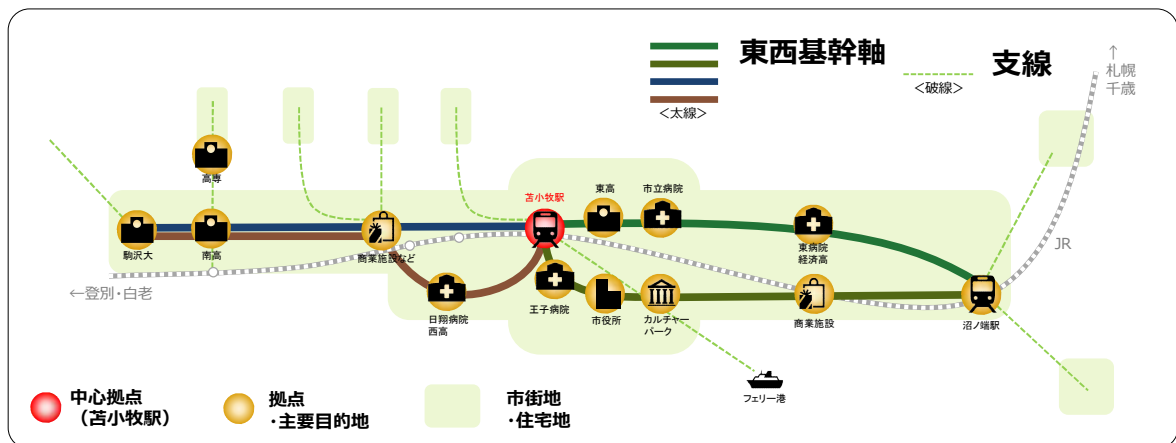 東西基幹軸
<太線>
支線
<破線>
↑
札幌
千歳
高専
苫小牧駅
東高
市立病院
駒沢大
南高
商業施設など
東病院
経済高
JR
←登別・白老
日翔病院
西高
王子病院
市役所
カルチャー
パーク
商業施設
沼ノ端駅
フェリー港
中心拠点
（苫小牧駅）
拠点
・主要目的地
市街地
・住宅地